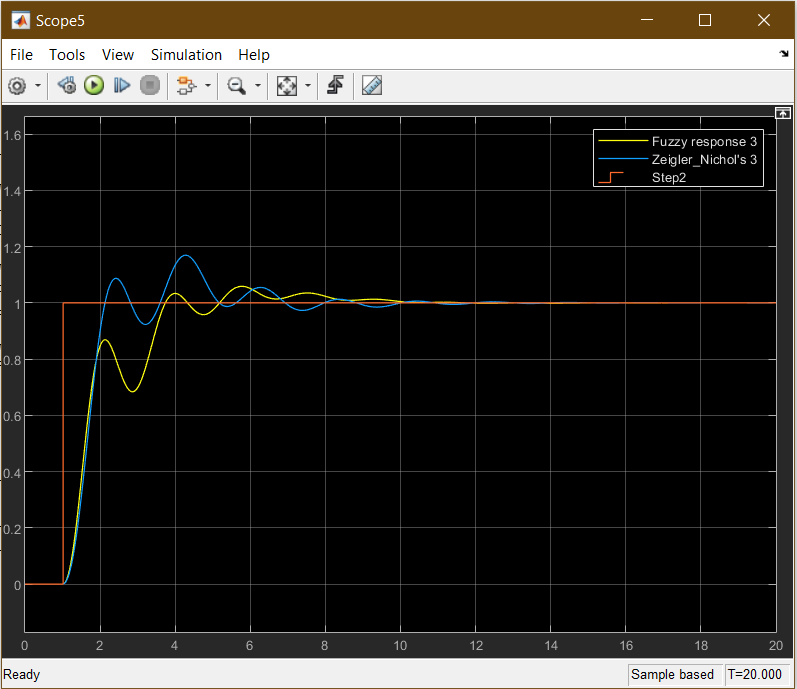 Scope5
File Tools View Simulation Help
Fuzzy response 3
Zeigler_Nichol's 3
Step2
1.6
1.4
1.2
1
0.8
0.6
0.4
0.2
0
0 2 4 6 8 10 12 14 16 18 20
Ready Sample based T=20.000